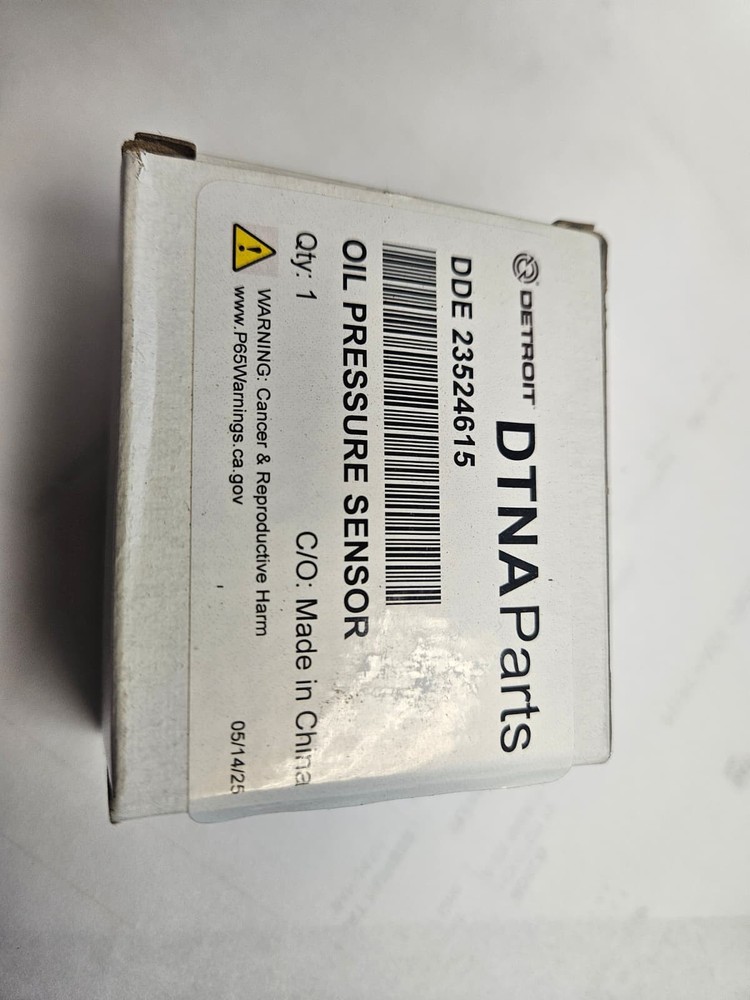 DETROIT DTNAParts
DDE 23524615
OIL PRESSURE SENSOR
Qty: 1 C/O: Made in China
WARNING: Cancer & Reproductive Harm
www.P65Warnings.ca.gov 05/14/25